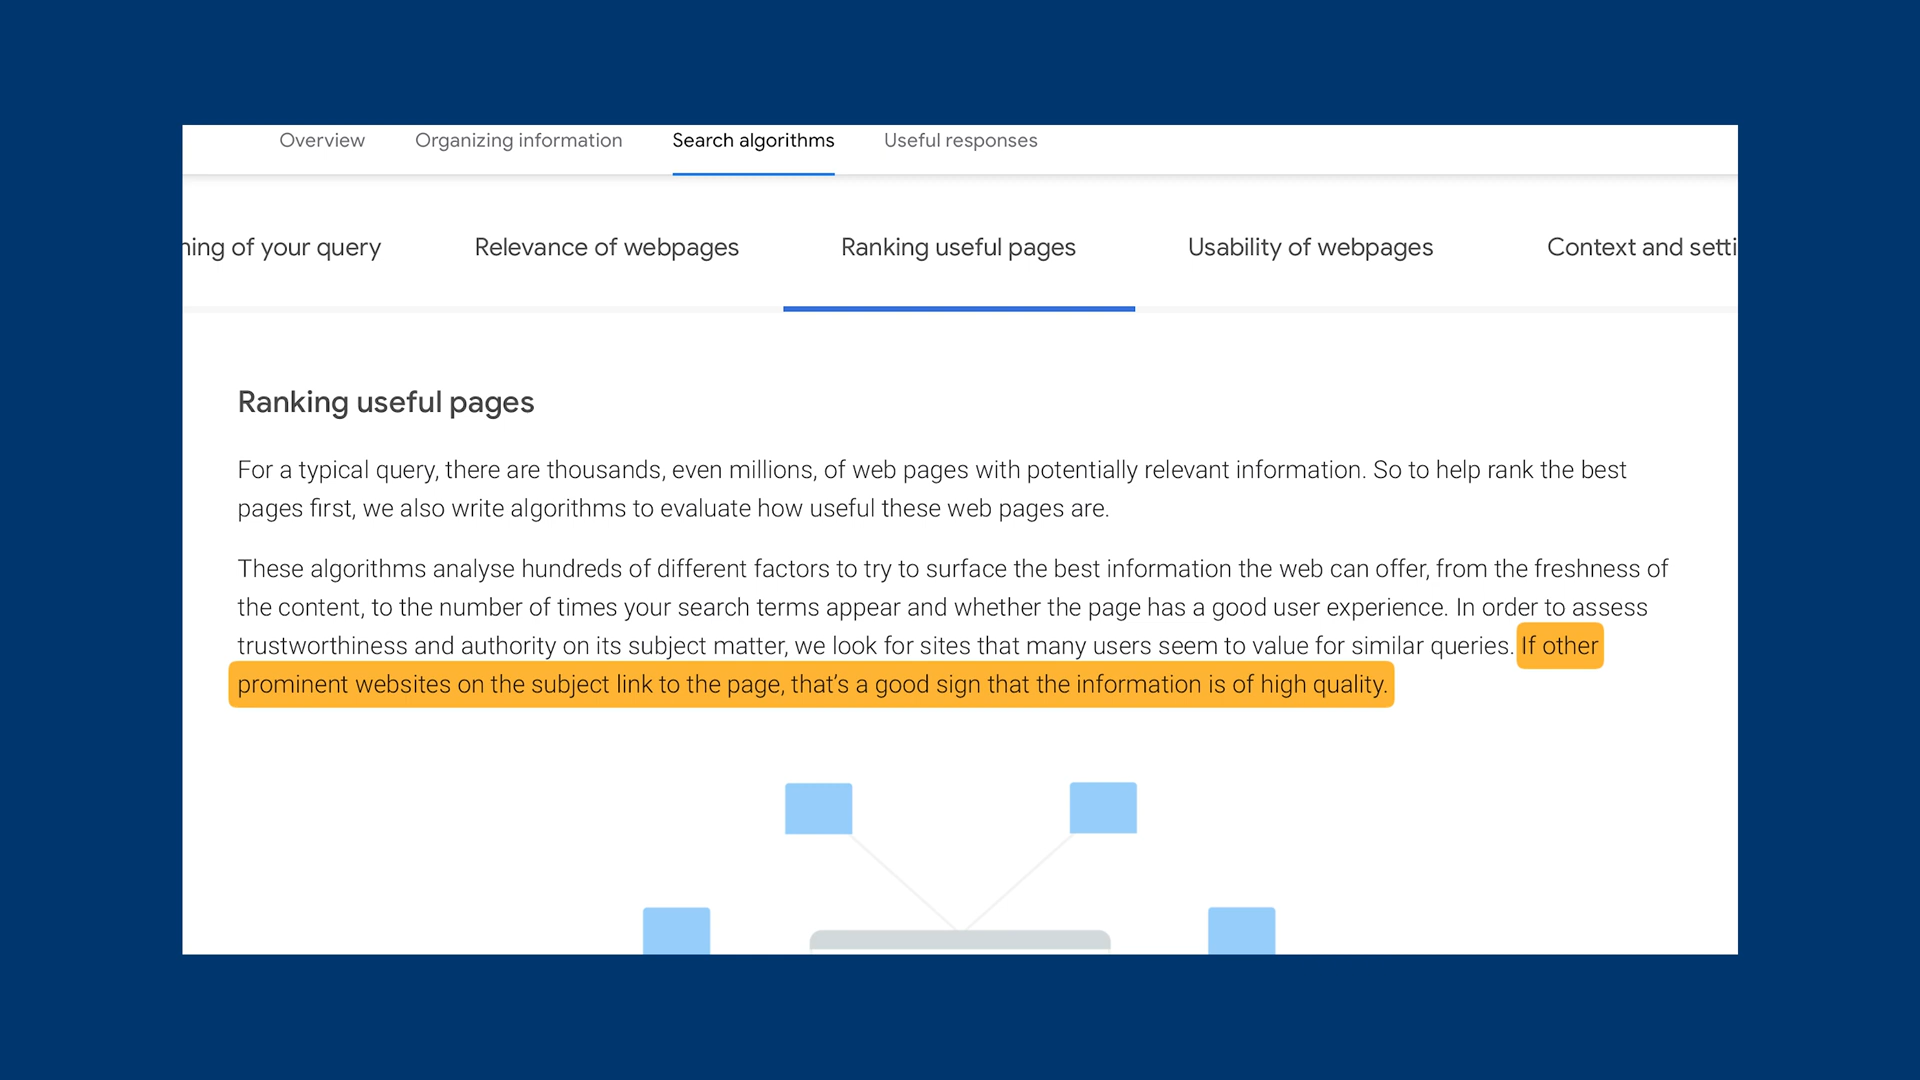 Overview Organizing information Search algorithms Useful responses
of your query Relevance of webpages Ranking useful pages Usability of webpages Context and
Ranking useful pages
For a typical query, there are thousands, even millions, of web pages with potentially relevant information. So to help rank the best
pages first, we also write algorithms to evaluate how useful these web pages are.
These algorithms analyse hundreds of different factors to try to surface the best information the web can offer, from the freshness of
the content, to the number of times your search terms appear and whether the page has a good user experience. In order to assess
trustworthiness and authority on its subject matter, we look for sites that many users seem to value for similar queries. If other
prominent websites on the subject link to the page, that's a good sign that the information is of high quality.